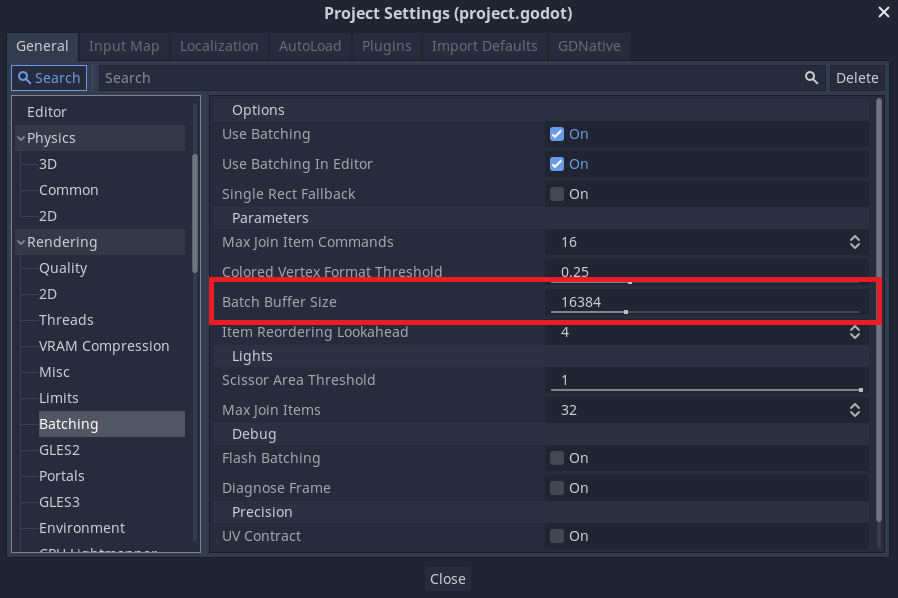 Project Settings (project.godot)
General Input Map Localization AutoLoad Plugins Import Defaults GDNative
Search Search Delete
Editor
Physics
3D
Common
2D
Rendering
Quality
2D
Threads
VRAM Compression
Misc
Limits
Batching
GLES2
Portals
GLES3
Environment
CPU Lightmapper
Options
Use Batching On
Use Batching In Editor On
Single Rect Fallback On
Parameters
Max Join Item Commands 16
Colored Vertex Format Threshold 0.25
Batch Buffer Size 16384
Item Reordering Lookahead 4
Lights
Scissor Area Threshold 1
Max Join Items 32
Debug
Flash Batching On
Diagnose Frame On
Precision
UV Contract On
Close